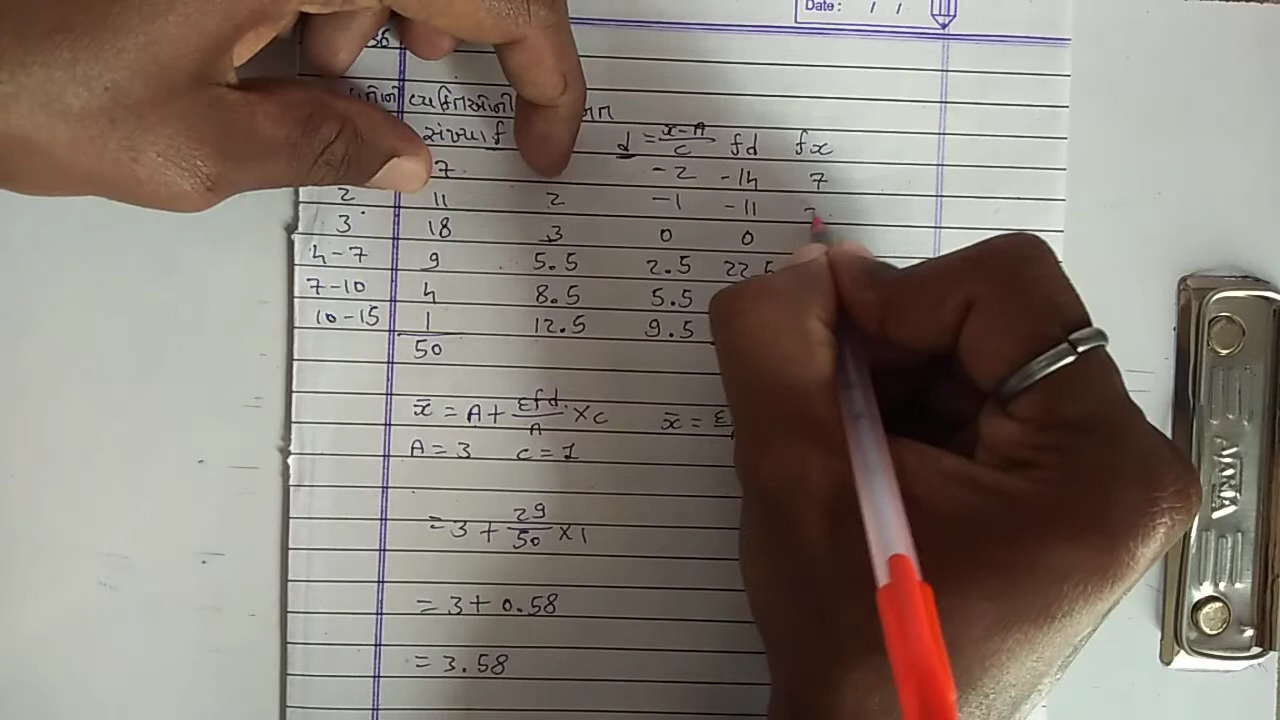 Date: / /
36
વ્યક્તિઓની
સંખ્યા f d = x-A/c fd fx
7 -2 -14 7
2 11 2 -1 -11
3 18 3 0 0
4-7 9 5.5 2.5 22.5
7-10 4 8.5 5.5
10-15 1 12.5 9.5
50
x̄ = A + Σfd/A × c x̄ = Σ
A = 3 c = 1
= 3 + 29/50 × 1
= 3 + 0.58
= 3.58
AJANTA